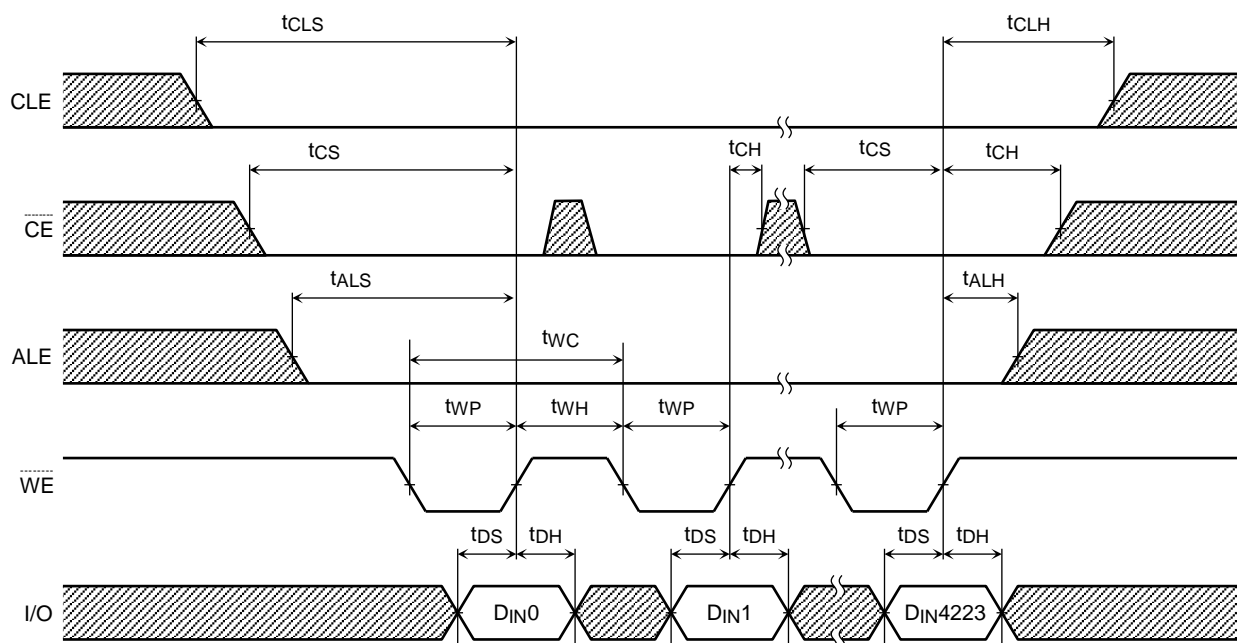 tCLS tCLH
CLE
tCS tCH tCS tCH
CE
tALS tALH
ALE
tWC
tWP tWH tWP tWP
WE
tDS tDH tDS tDH tDS tDH
I/O DIN0 DIN1 DIN4223